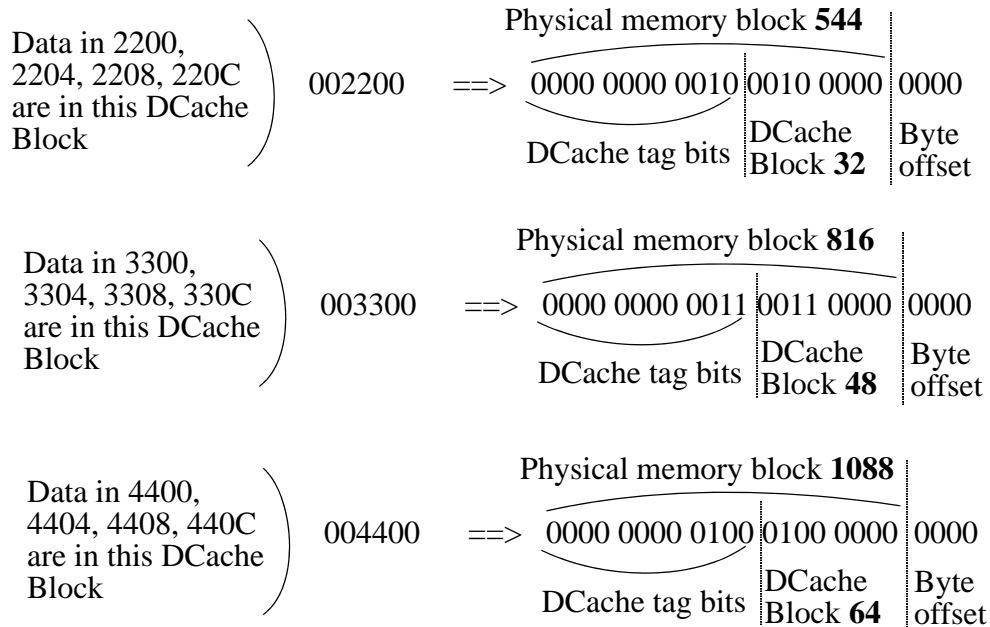 Physical memory block 544
Data in 2200,
2204, 2208, 220C
are in this DCache
Block
002200 ==> 0000 0000 0010 0010 0000 0000
DCache tag bits
DCache
Block 32
Byte
offset
Physical memory block 816
Data in 3300,
3304, 3308, 330C
are in this DCache
Block
003300 ==> 0000 0000 0011 0011 0000 0000
DCache tag bits
DCache
Block 48
Byte
offset
Physical memory block 1088
Data in 4400,
4404, 4408, 440C
are in this DCache
Block
004400 ==> 0000 0000 0100 0100 0000 0000
DCache tag bits
DCache
Block 64
Byte
offset